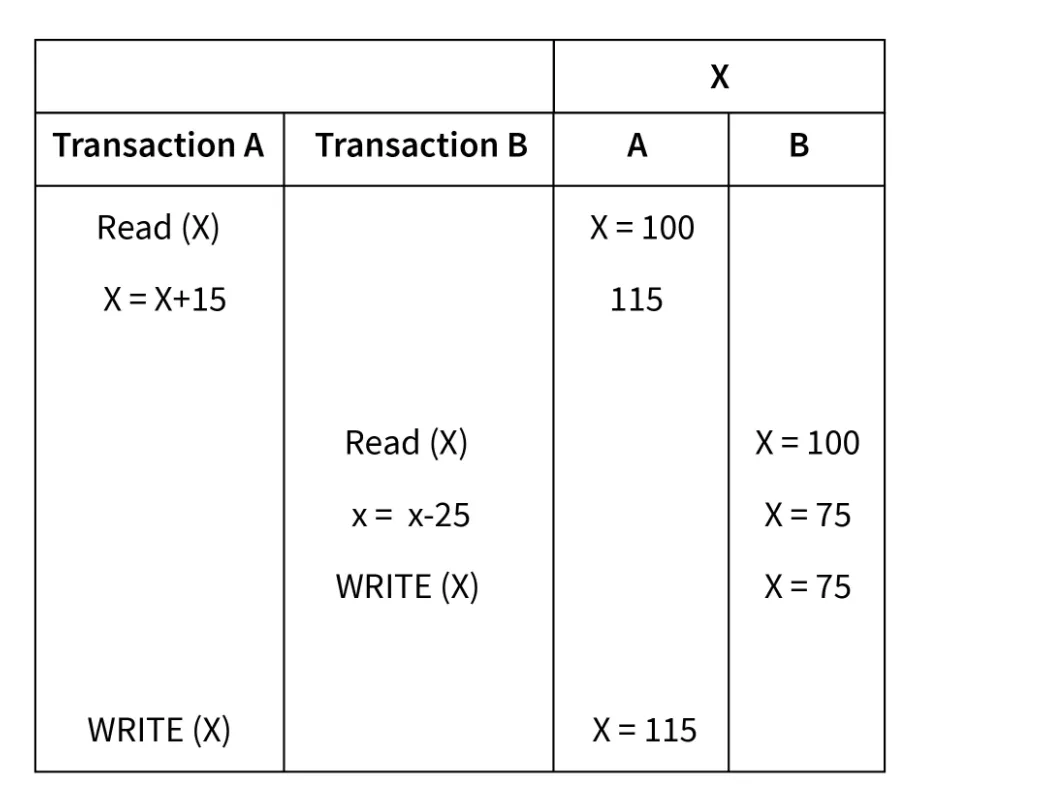 X
Transaction A Transaction B A B
Read (X) X = 100
X = X+15 115
Read (X) X = 100
x = x-25 X = 75
WRITE (X) X = 75
WRITE (X) X = 115